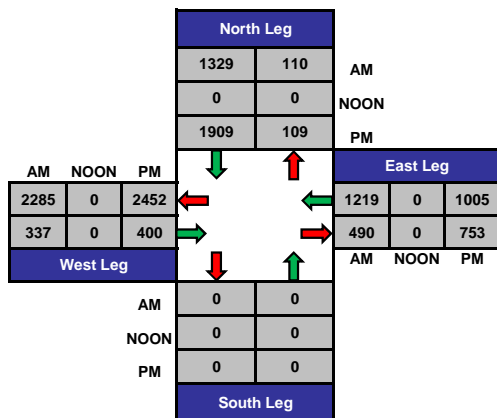 North Leg
1329 110 AM
0 0 NOON
1909 109 PM
AM NOON PM
East Leg
2285 0 2452
1219 0 1005
337 0 400
490 0 753
West Leg
AM NOON PM
AM 0 0
NOON 0 0
PM 0 0
South Leg